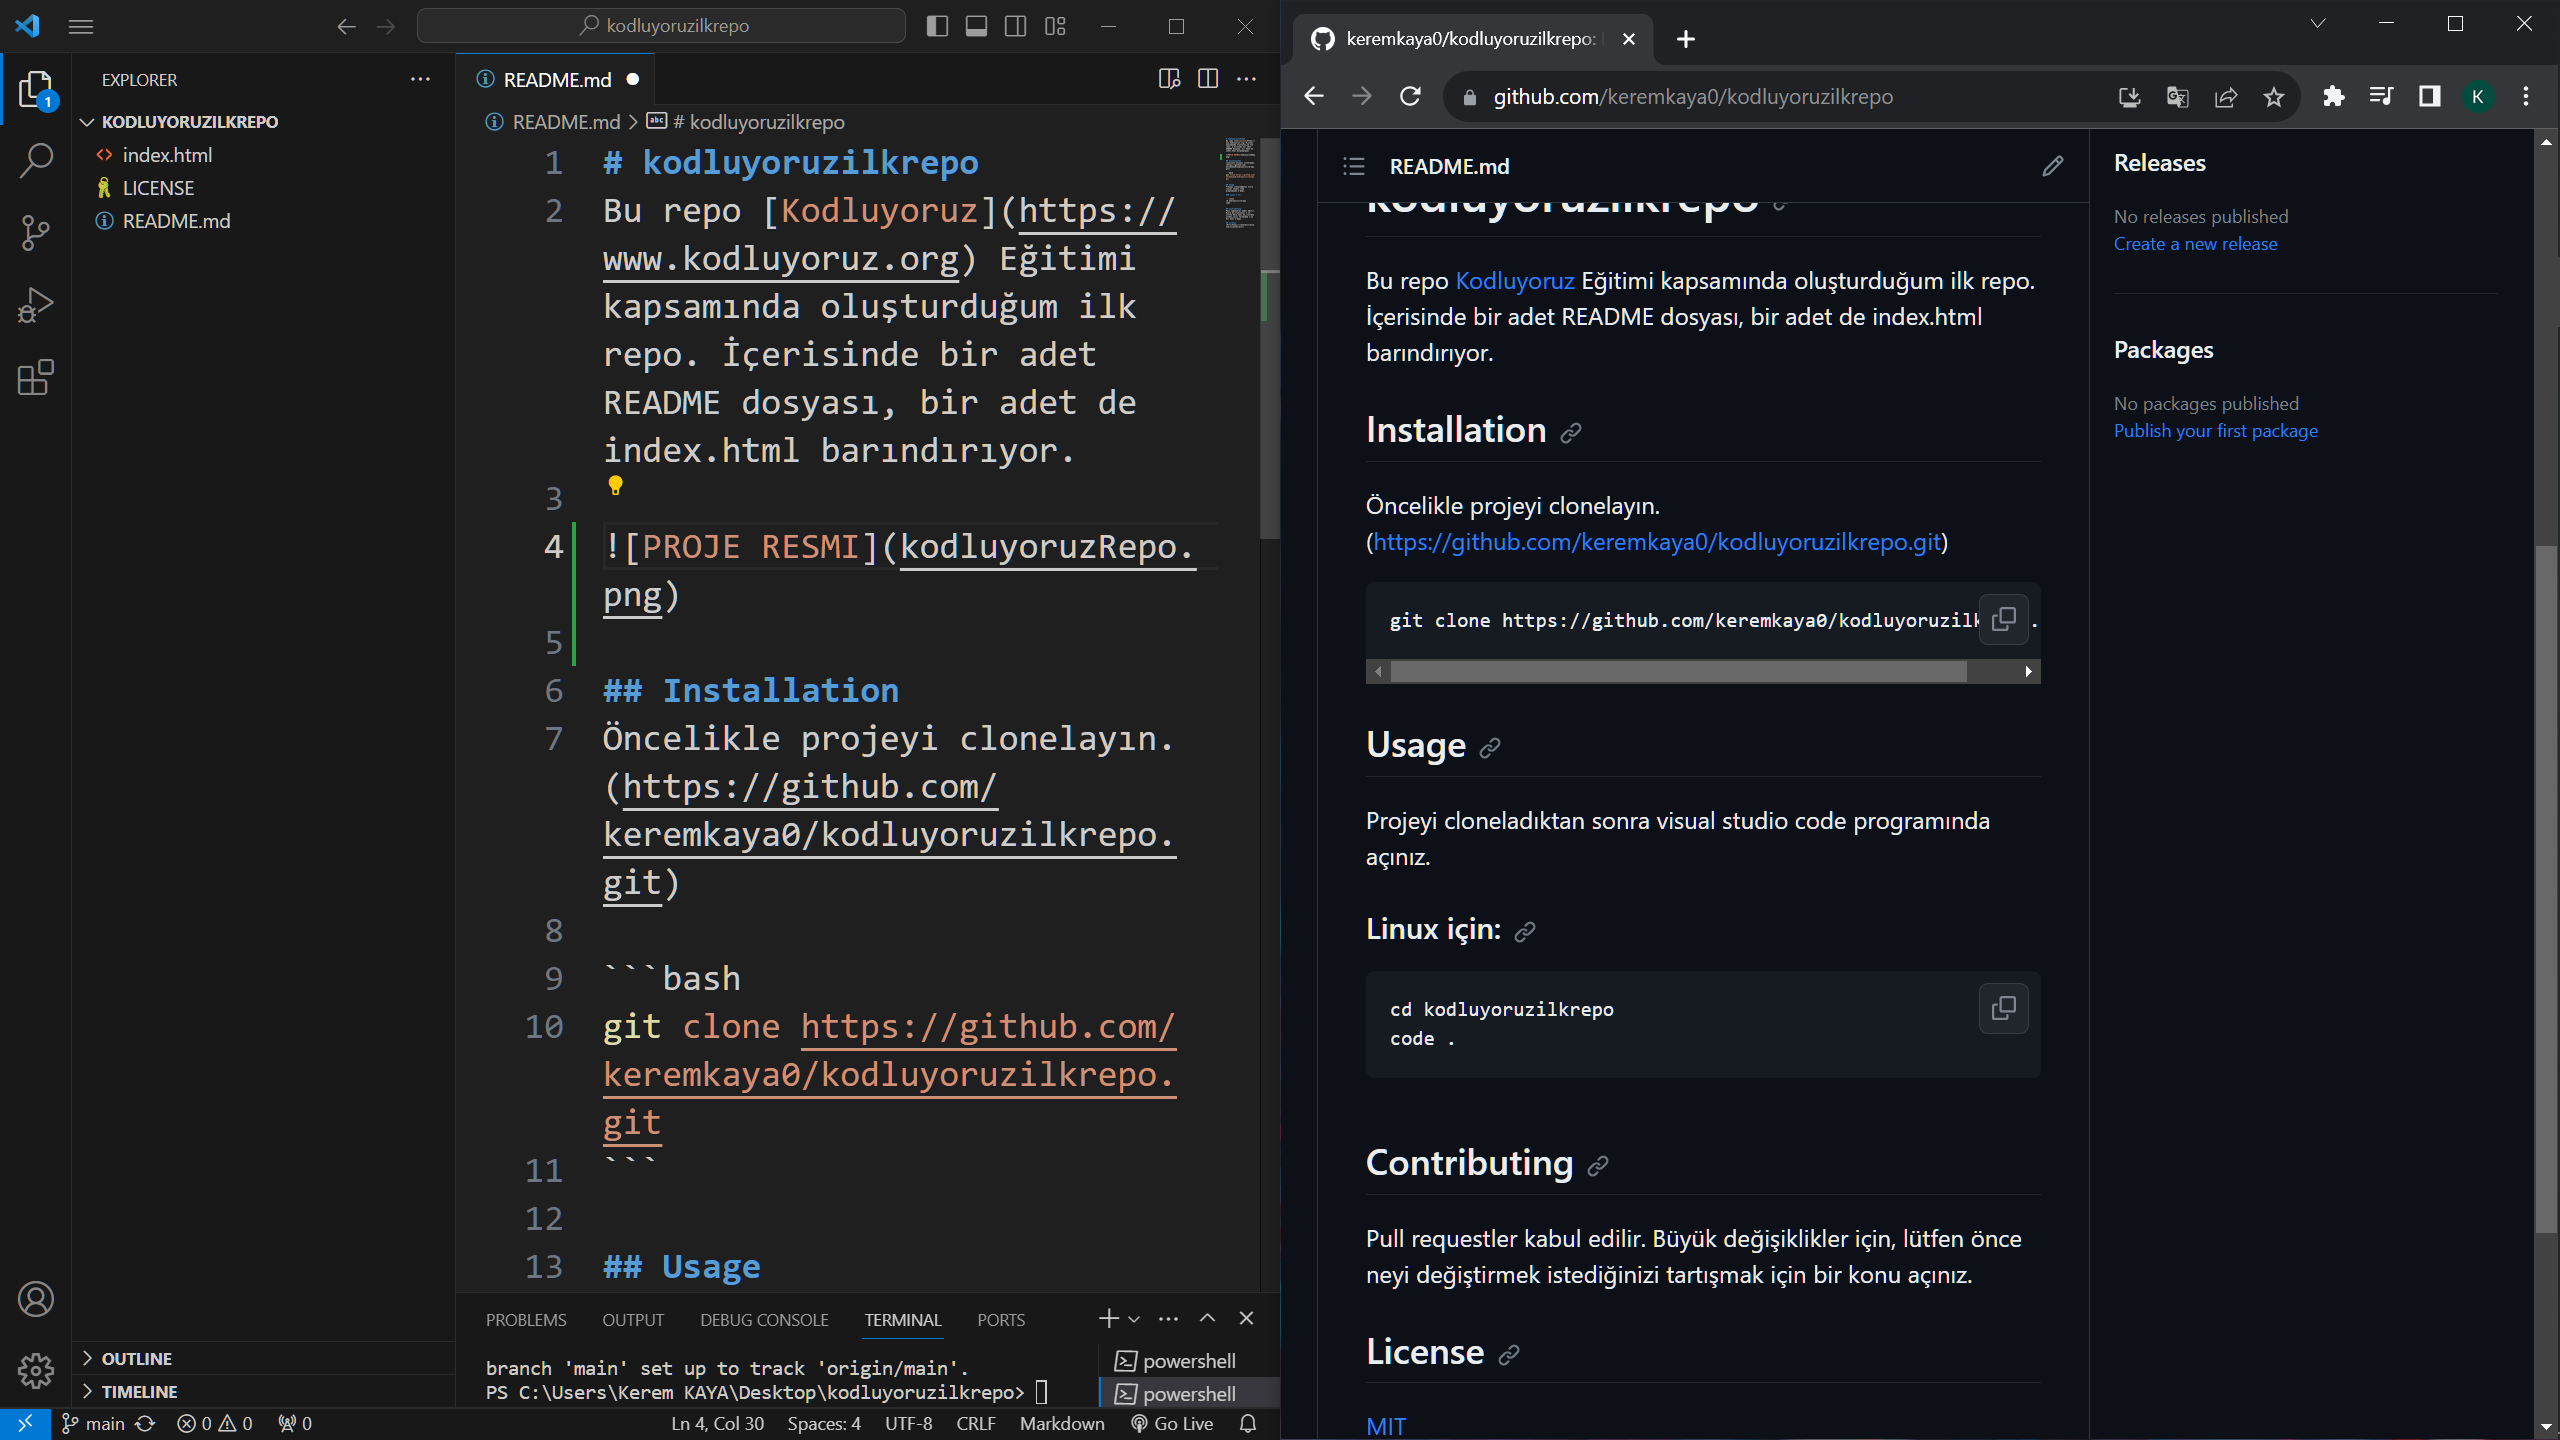 kodluyoruzilkrepo
EXPLORER
KODLUYORUZILKREPO
index.html
LICENSE
README.md
OUTLINE
TIMELINE
1
README.md
README.md > # kodluyoruzilkrepo
1 # kodluyoruzilkrepo
2 Bu repo [Kodluyoruz](https://
www.kodluyoruz.org) Eğitimi
kapsamında oluşturduğum ilk
repo. İçerisinde bir adet
README dosyası, bir adet de
index.html barındırıyor.
3
4 ![PROJE RESMI](kodluyoruzRepo.
png)
5
6 ## Installation
7 Öncelikle projeyi clonelayın.
(https://github.com/
keremkaya0/kodluyoruzilkrepo.
git)
8
9 ```bash
10 git clone https://github.com/
keremkaya0/kodluyoruzilkrepo.
git
11 ```
12
13 ## Usage
PROBLEMS OUTPUT DEBUG CONSOLE TERMINAL PORTS
branch 'main' set up to track 'origin/main'.
PS C:\Users\Kerem KAYA\Desktop\kodluyoruzilkrepo>
powershell
powershell
main 0 0 0 Ln 4, Col 30 Spaces: 4 UTF-8 CRLF Markdown Go Live
keremkaya0/kodluyoruzilkrepo:
github.com/keremkaya0/kodluyoruzilkrepo
K
README.md
kodluyoruzilkrepo
Bu repo Kodluyoruz Eğitimi kapsamında oluşturduğum ilk repo.
İçerisinde bir adet README dosyası, bir adet de index.html
barındırıyor.
Installation
Öncelikle projeyi clonelayın.
(https://github.com/keremkaya0/kodluyoruzilkrepo.git)
git clone https://github.com/keremkaya0/kodluyoruzilk .
Usage
Projeyi cloneladıktan sonra visual studio code programında
açınız.
Linux için:
cd kodluyoruzilkrepo
code .
Contributing
Pull requestler kabul edilir. Büyük değişiklikler için, lütfen önce
neyi değiştirmek istediğinizi tartışmak için bir konu açınız.
License
MIT
Releases
No releases published
Create a new release
Packages
No packages published
Publish your first package